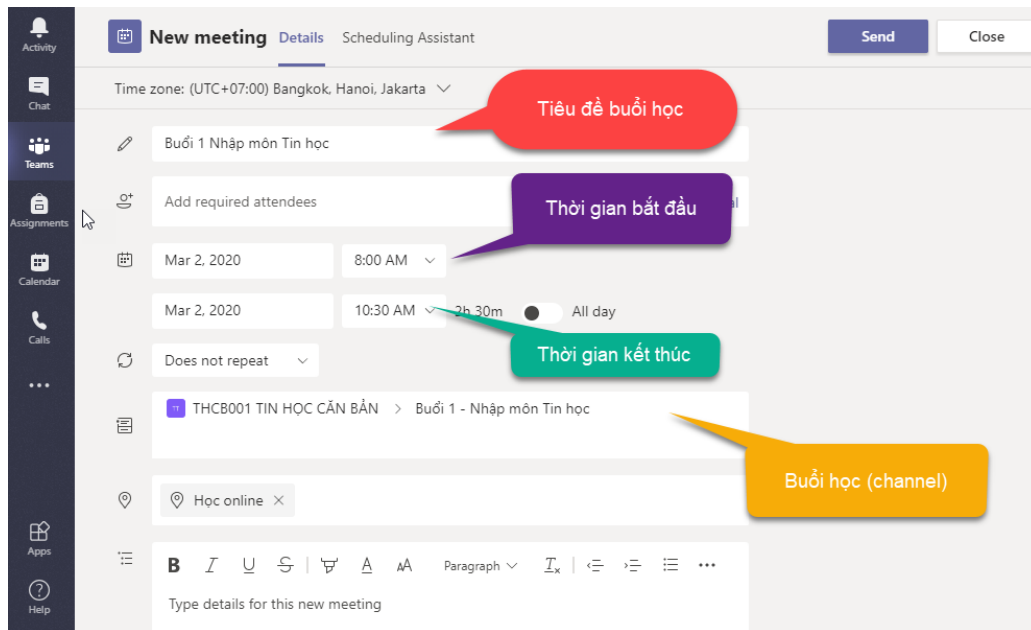 Activity
Chat
Teams
Assignments
Calendar
Calls
Apps
Help
New meeting Details Scheduling Assistant
Send Close
Time zone: (UTC+07:00) Bangkok, Hanoi, Jakarta
Tiêu đề buổi học
Buổi 1 Nhập môn Tin học
Add required attendees
Thời gian bắt đầu
Mar 2, 2020 8:00 AM
Mar 2, 2020 10:30 AM 2h 30m All day
Thời gian kết thúc
Does not repeat
THCB001 TIN HỌC CĂN BẢN > Buổi 1 - Nhập môn Tin học
Buổi học (channel)
Học online
B I U S A AA Paragraph Tx
Type details for this new meeting